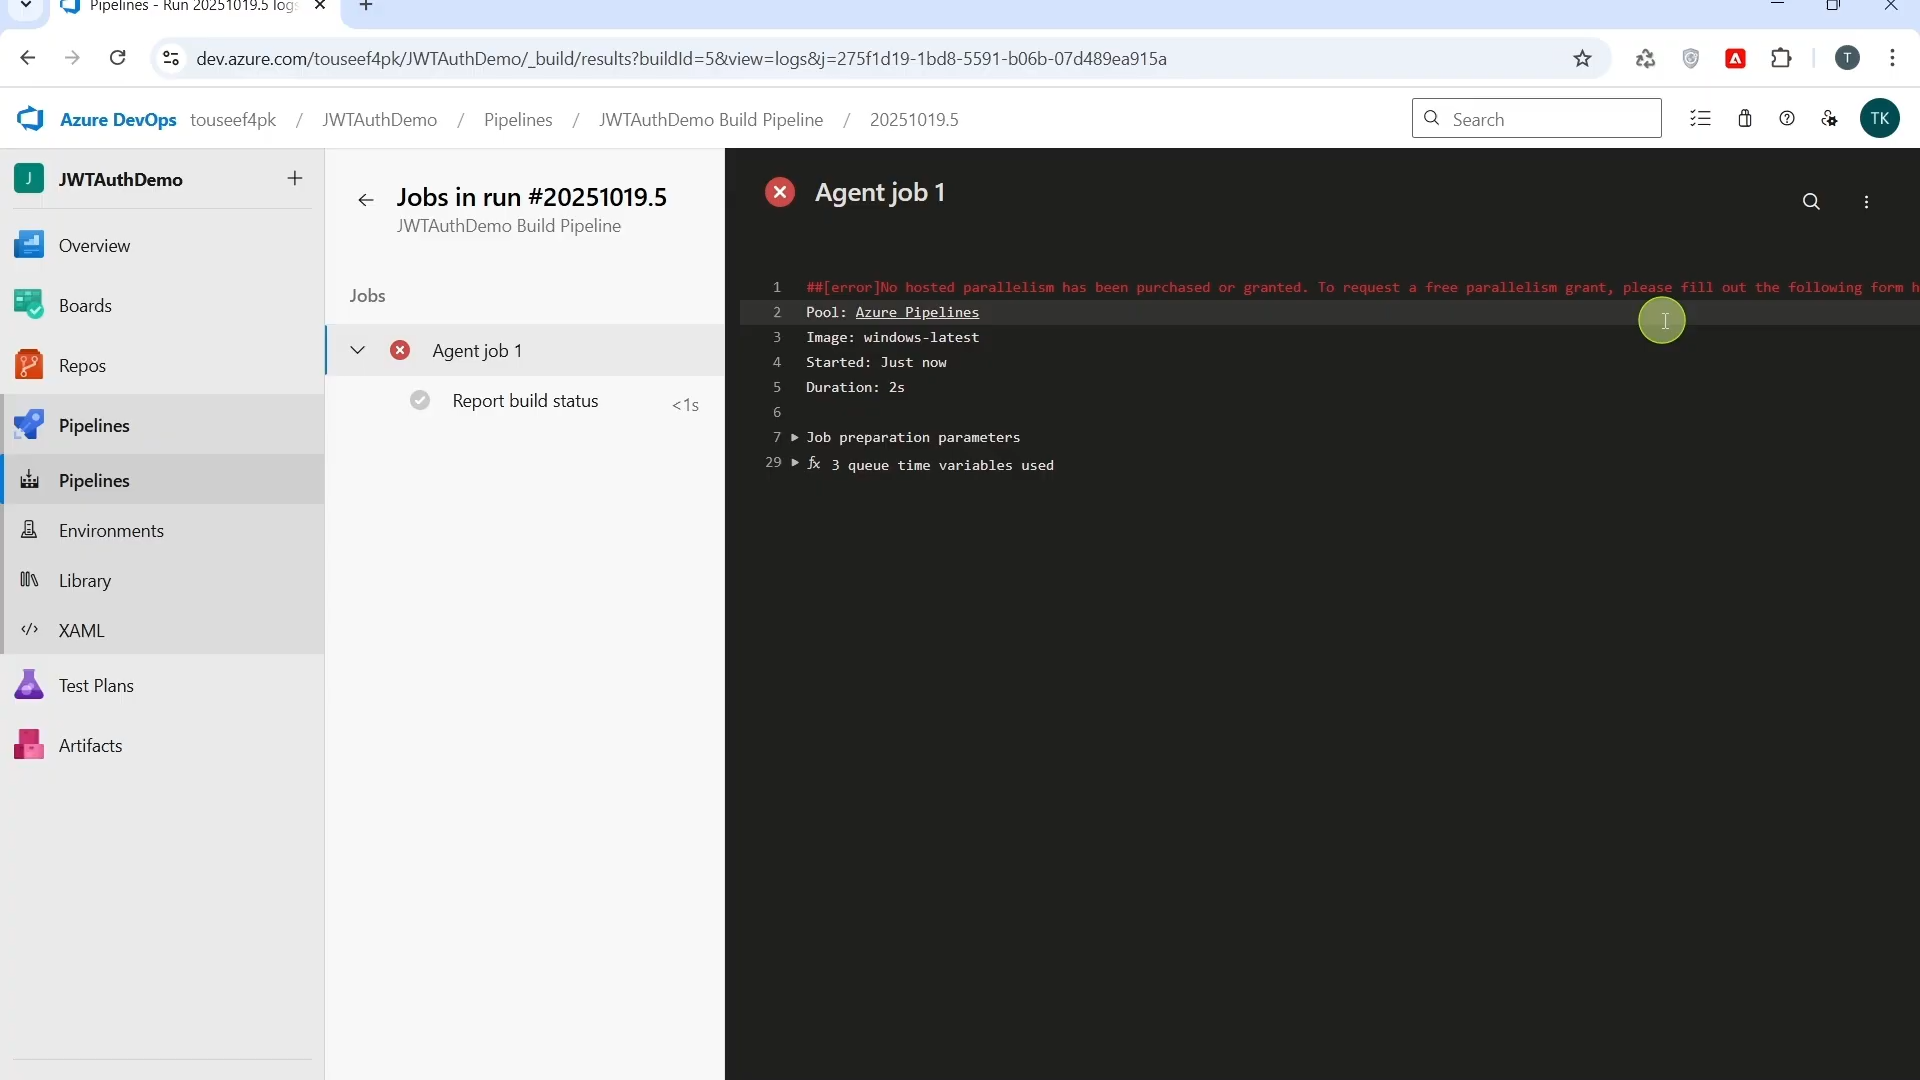 Pipelines - Run 20251019.5 logs
dev.azure.com/touseef4pk/JWTAuthDemo/_build/results?buildId=5&view=logs&j=275f1d19-1bd8-5591-b06b-07d489ea915a
T
Azure DevOps touseef4pk / JWTAuthDemo / Pipelines / JWTAuthDemo Build Pipeline / 20251019.5
Search
TK
J JWTAuthDemo
Overview
Boards
Repos
Pipelines
Pipelines
Environments
Library
XAML
Test Plans
Artifacts
Jobs in run #20251019.5
JWTAuthDemo Build Pipeline
Jobs
Agent job 1
Report build status <1s
Agent job 1
1 ##[error]No hosted parallelism has been purchased or granted. To request a free parallelism grant, please fill out the following form h
2 Pool: Azure Pipelines
3 Image: windows-latest
4 Started: Just now
5 Duration: 2s
6
7 Job preparation parameters
29 fx 3 queue time variables used